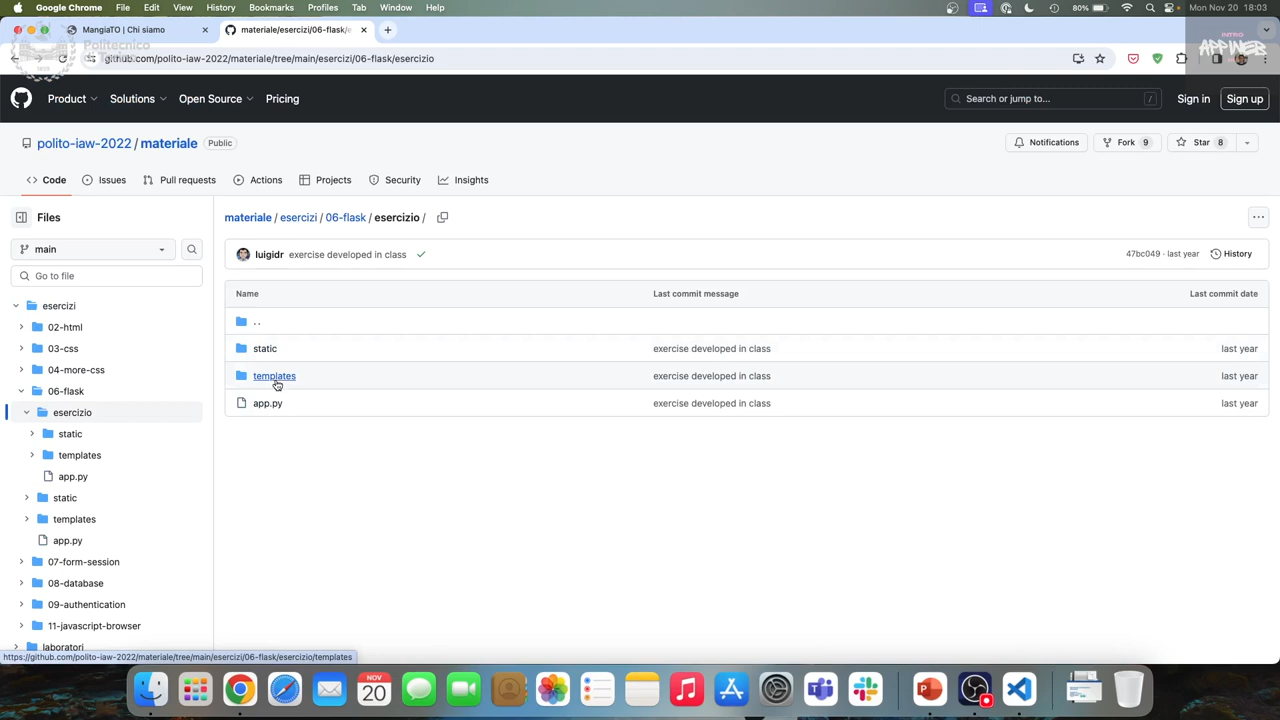 Google Chrome File Edit View History Bookmarks Profiles Tab Window Help 80% Mon Nov 20 18:03
MangiaTO | Chi siamo materiale/esercizi/06-flask/e
Politecnico
github.com/polito-iaw-2022/materiale/tree/main/esercizi/06-flask/esercizio
INTRO
APPINER
Product Solutions Open Source Pricing Search or jump to... / Sign in Sign up
polito-iaw-2022 / materiale Public Notifications Fork 9 Star 8
Code Issues Pull requests Actions Projects Security Insights
Files
materiale / esercizi / 06-flask / esercizio /
main
Go to file
luigidr exercise developed in class 47bc049 · last year History
Name Last commit message Last commit date
..
static exercise developed in class last year
templates exercise developed in class last year
app.py exercise developed in class last year
esercizi
02-html
03-css
04-more-css
06-flask
esercizio
static
templates
app.py
static
templates
app.py
07-form-session
08-database
09-authentication
11-javascript-browser
laboratori
https://github.com/polito-iaw-2022/materiale/tree/main/esercizi/06-flask/esercizio/templates
NOV
20